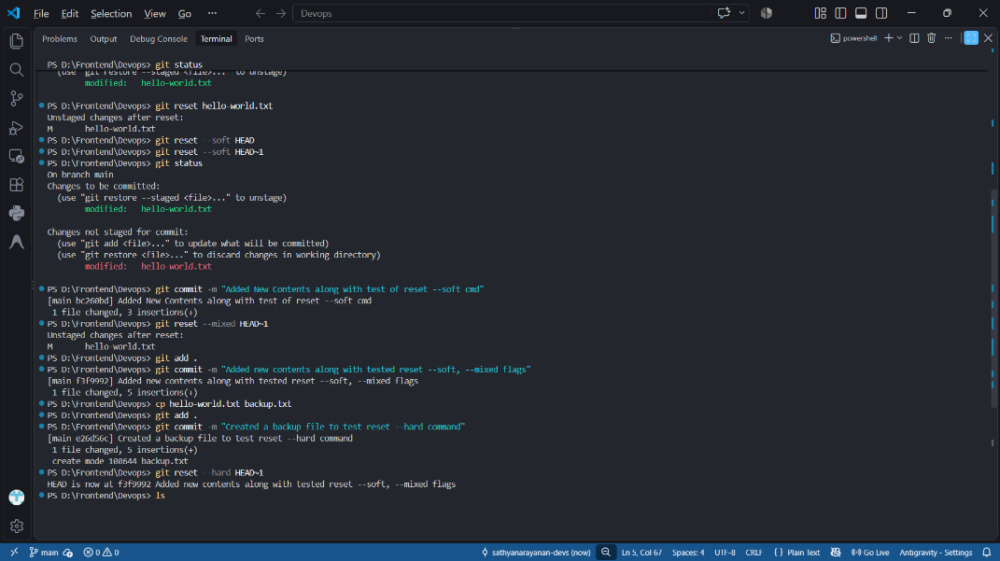 File Edit Selection View Go ··· Devops
Problems Output Debug Console Terminal Ports powershell
PS D:\Frontend\Devops> git status
(use "git restore --staged <file>..." to unstage)
modified: hello-world.txt
PS D:\Frontend\Devops> git reset hello-world.txt
Unstaged changes after reset:
M hello-world.txt
PS D:\Frontend\Devops> git reset --soft HEAD
PS D:\Frontend\Devops> git reset --soft HEAD~1
PS D:\Frontend\Devops> git status
On branch main
Changes to be committed:
(use "git restore --staged <file>..." to unstage)
modified: hello-world.txt
Changes not staged for commit:
(use "git add <file>..." to update what will be committed)
(use "git restore <file>..." to discard changes in working directory)
modified: hello-world.txt
PS D:\Frontend\Devops> git commit -m "Added New Contents along with test of reset --soft cmd"
[main bc260bd] Added New Contents along with test of reset --soft cmd
1 file changed, 3 insertions(+)
PS D:\Frontend\Devops> git reset --mixed HEAD~1
Unstaged changes after reset:
M hello-world.txt
PS D:\Frontend\Devops> git add .
PS D:\Frontend\Devops> git commit -m "Added new contents along with tested reset --soft, --mixed flags"
[main f3f9992] Added new contents along with tested reset --soft, --mixed flags
1 file changed, 5 insertions(+)
PS D:\Frontend\Devops> cp hello-world.txt backup.txt
PS D:\Frontend\Devops> git add .
PS D:\Frontend\Devops> git commit -m "Created a backup file to test reset --hard command"
[main e26d56c] Created a backup file to test reset --hard command
1 file changed, 5 insertions(+)
create mode 100644 backup.txt
PS D:\Frontend\Devops> git reset --hard HEAD~1
HEAD is now at f3f9992 Added new contents along with tested reset --soft, --mixed flags
PS D:\Frontend\Devops> ls
main 0 0 sathyanarayanan-devs (now) Ln 5, Col 67 Spaces: 4 UTF-8 CRLF {} Plain Text Go Live Antigravity - Settings